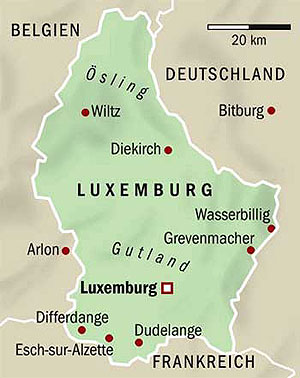 BELGIEN
20 km
Ösling
DEUTSCHLAND
Wiltz
Bitburg
Diekirch
LUXEMBURG
Wasserbillig
Arlon
Gutland
Grevenmacher
Luxemburg
Differdange
Dudelange
Esch-sur-Alzette
FRANKREICH